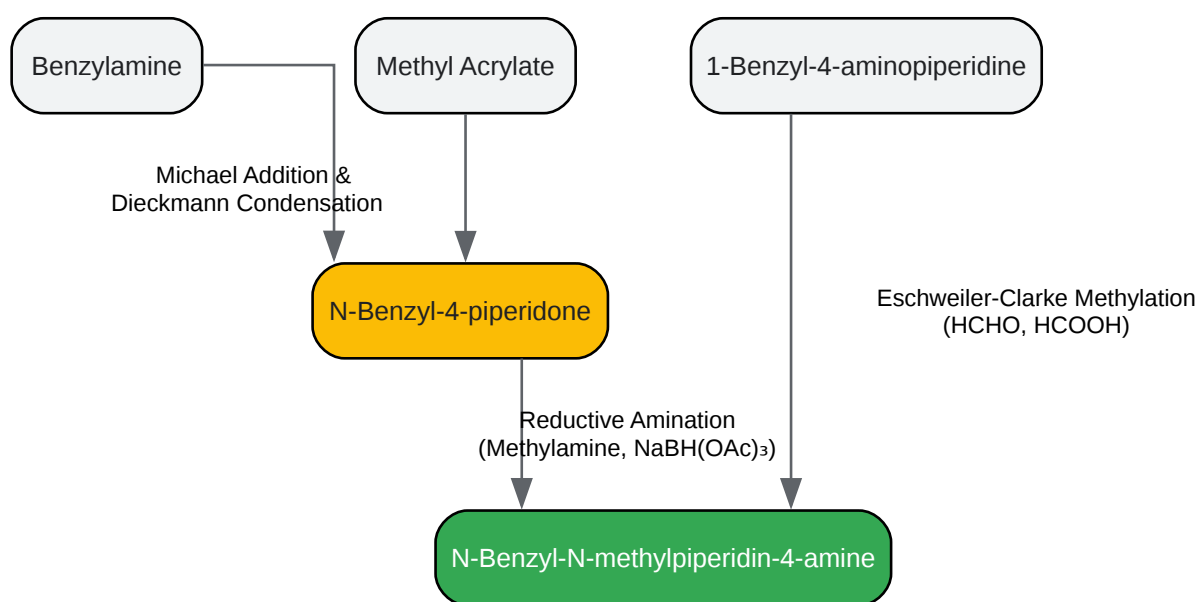 Benzylamine
Methyl Acrylate
1-Benzyl-4-aminopiperidine
Michael Addition &
Dieckmann Condensation
N-Benzyl-4-piperidone
Eschweiler-Clarke Methylation
(HCHO, HCOOH)
Reductive Amination
(Methylamine, NaBH(OAc)₃)
N-Benzyl-N-methylpiperidin-4-amine